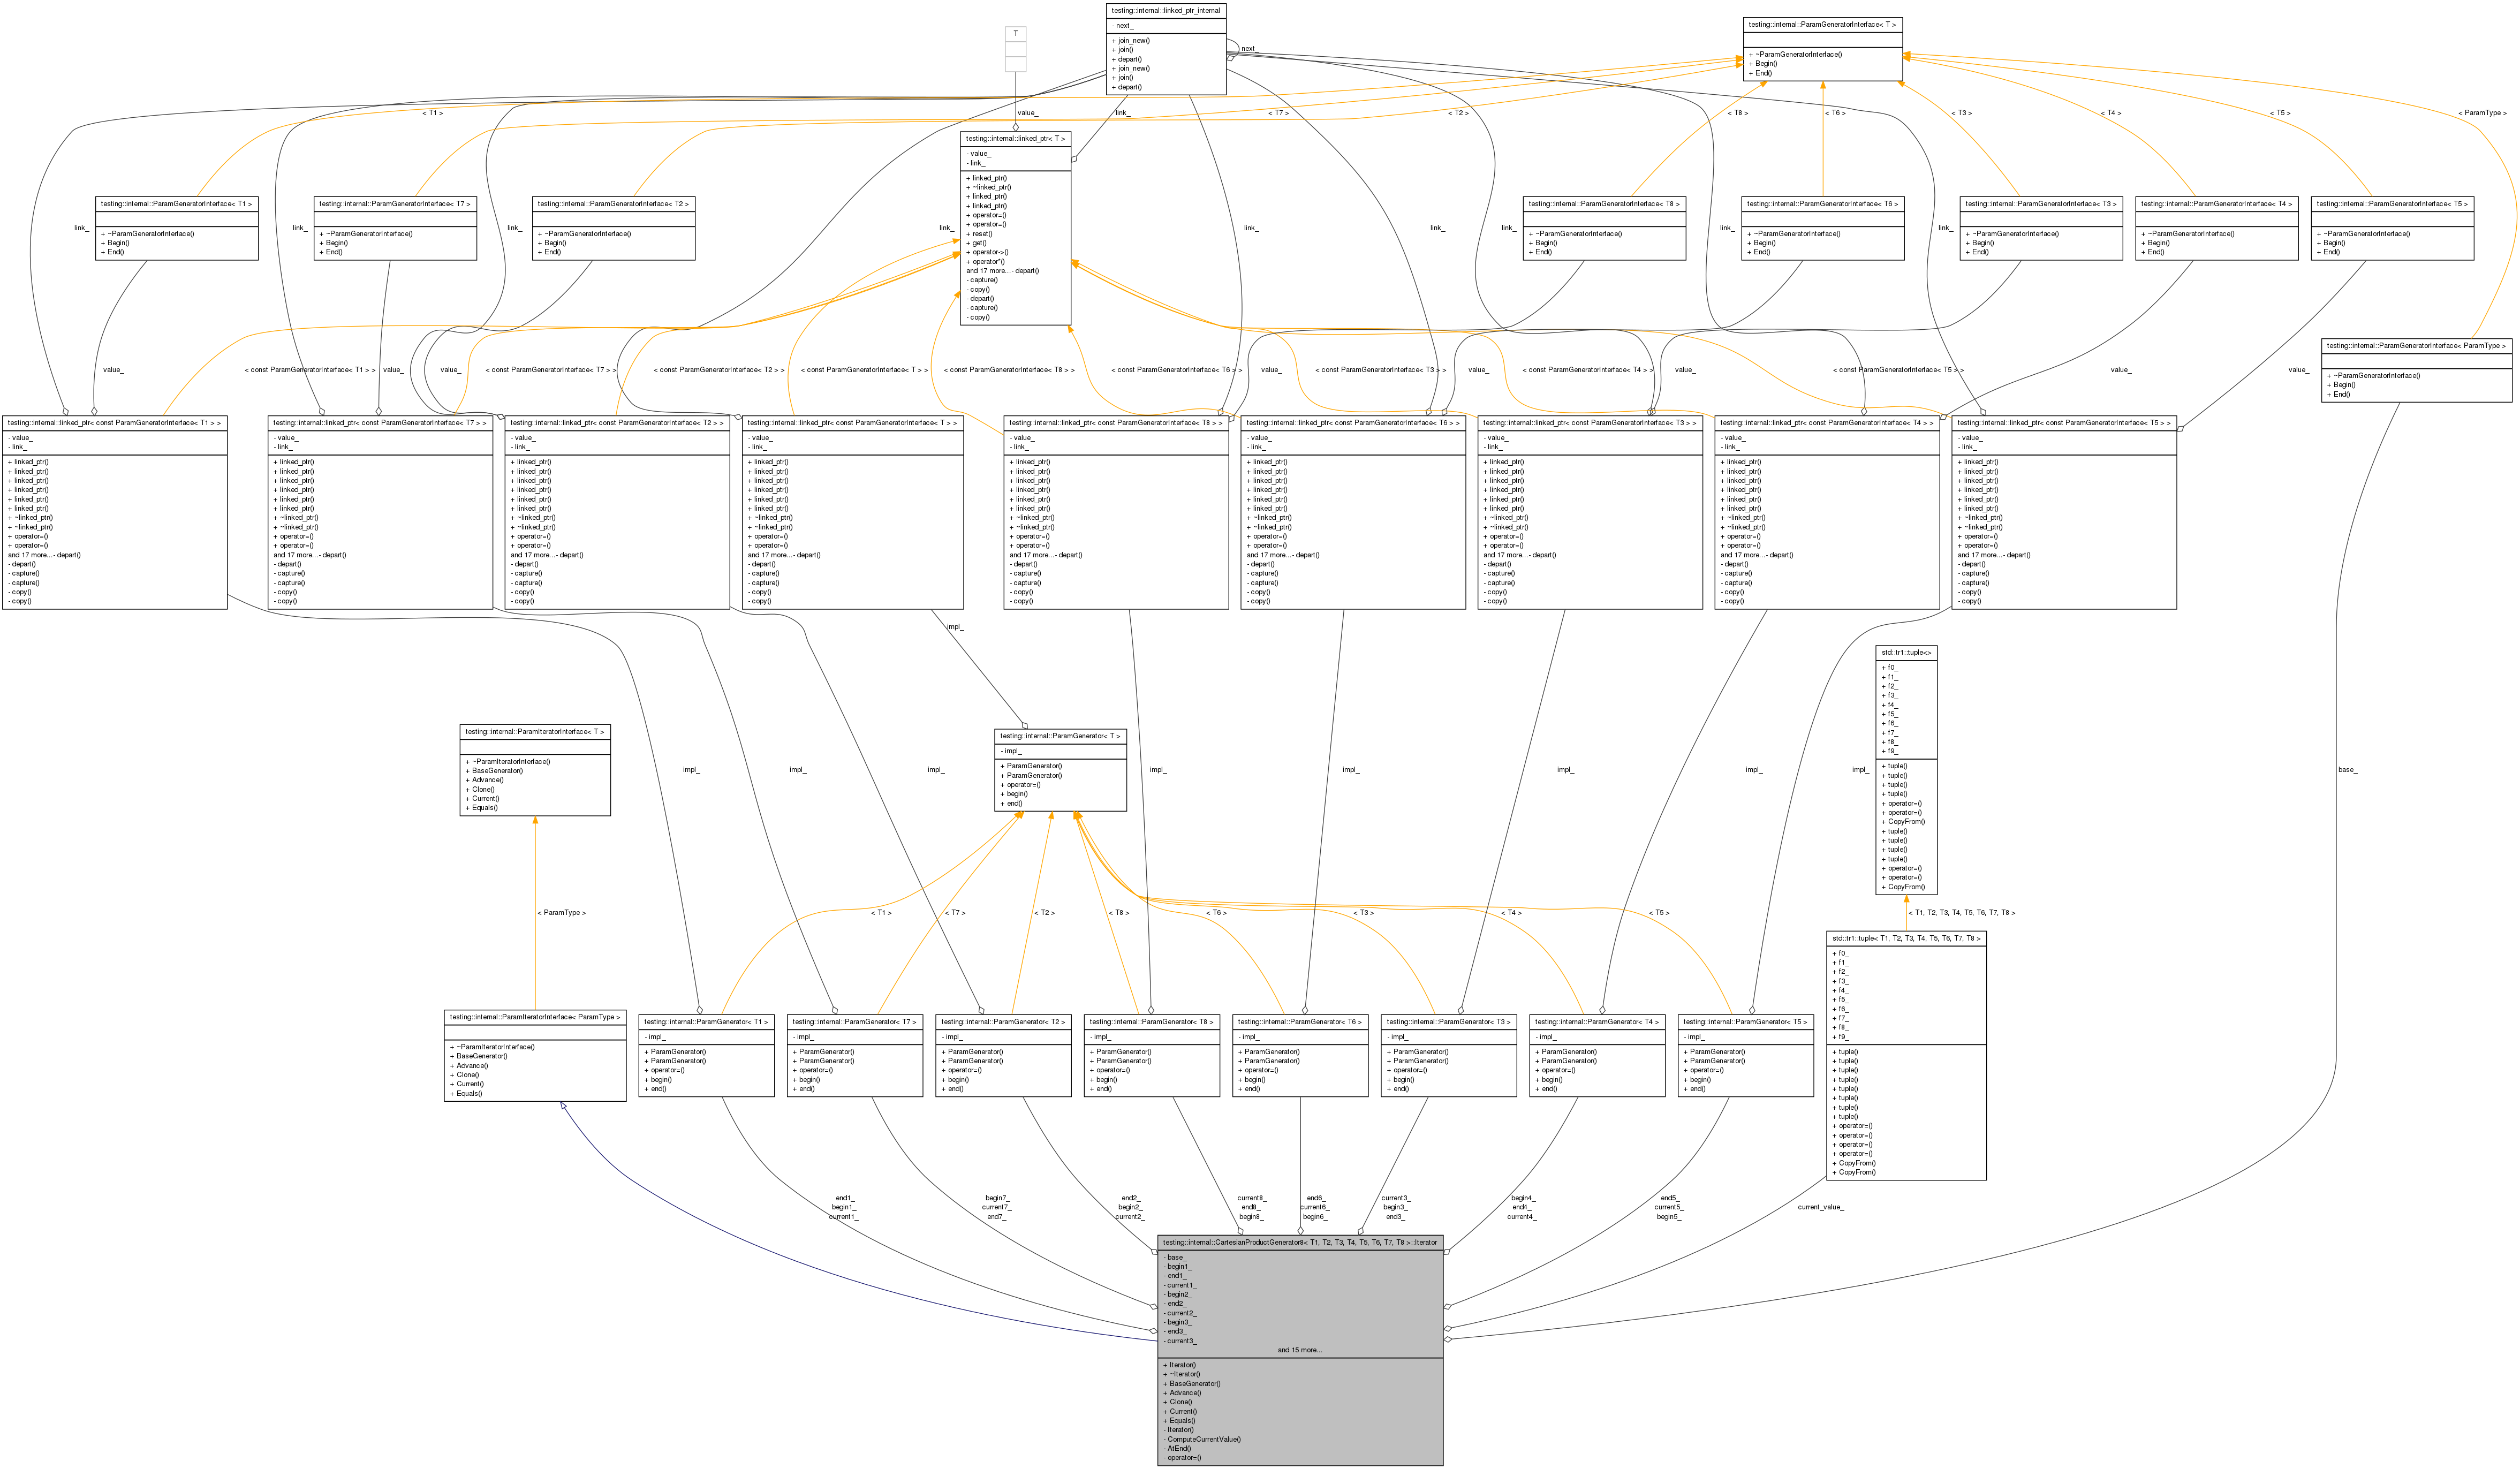 testing::internal::linked_ptr_internal
- next_
+ join_new()
+ join()
+ depart()
+ join_new()
+ join()
+ depart()
next_
testing::internal::ParamGeneratorInterface< T >
+ ~ParamGeneratorInterface()
+ Begin()
+ End()
T
value_
link_
< T1 >
< T7 >
< T2 >
< T8 >
< T6 >
< T3 >
< T4 >
< T5 >
< ParamType >
testing::internal::linked_ptr< T >
- value_
- link_
+ linked_ptr()
+ ~linked_ptr()
+ linked_ptr()
+ linked_ptr()
+ operator=()
+ operator=()
+ reset()
+ get()
+ operator->()
+ operator*()
and 17 more...- depart()
- capture()
- copy()
- depart()
- capture()
- copy()
testing::internal::ParamGeneratorInterface< T1 >
+ ~ParamGeneratorInterface()
+ Begin()
+ End()
testing::internal::ParamGeneratorInterface< T7 >
+ ~ParamGeneratorInterface()
+ Begin()
+ End()
testing::internal::ParamGeneratorInterface< T2 >
+ ~ParamGeneratorInterface()
+ Begin()
+ End()
testing::internal::ParamGeneratorInterface< T8 >
+ ~ParamGeneratorInterface()
+ Begin()
+ End()
testing::internal::ParamGeneratorInterface< T6 >
+ ~ParamGeneratorInterface()
+ Begin()
+ End()
testing::internal::ParamGeneratorInterface< T3 >
+ ~ParamGeneratorInterface()
+ Begin()
+ End()
testing::internal::ParamGeneratorInterface< T4 >
+ ~ParamGeneratorInterface()
+ Begin()
+ End()
testing::internal::ParamGeneratorInterface< T5 >
+ ~ParamGeneratorInterface()
+ Begin()
+ End()
link_
link_
link_
link_
link_
link_
link_
link_
link_
testing::internal::ParamGeneratorInterface< ParamType >
+ ~ParamGeneratorInterface()
+ Begin()
+ End()
value_
< const ParamGeneratorInterface< T1 > >
value_
value_
< const ParamGeneratorInterface< T7 > >
< const ParamGeneratorInterface< T2 > >
< const ParamGeneratorInterface< T > >
< const ParamGeneratorInterface< T8 > >
< const ParamGeneratorInterface< T6 > >
value_
< const ParamGeneratorInterface< T3 > >
value_
< const ParamGeneratorInterface< T4 > >
value_
< const ParamGeneratorInterface< T5 > >
value_
value_
testing::internal::linked_ptr< const ParamGeneratorInterface< T1 > >
- value_
- link_
+ linked_ptr()
+ linked_ptr()
+ linked_ptr()
+ linked_ptr()
+ linked_ptr()
+ linked_ptr()
+ ~linked_ptr()
+ ~linked_ptr()
+ operator=()
+ operator=()
and 17 more...- depart()
- depart()
- capture()
- capture()
- copy()
- copy()
testing::internal::linked_ptr< const ParamGeneratorInterface< T7 > >
- value_
- link_
+ linked_ptr()
+ linked_ptr()
+ linked_ptr()
+ linked_ptr()
+ linked_ptr()
+ linked_ptr()
+ ~linked_ptr()
+ ~linked_ptr()
+ operator=()
+ operator=()
and 17 more...- depart()
- depart()
- capture()
- capture()
- copy()
- copy()
testing::internal::linked_ptr< const ParamGeneratorInterface< T2 > >
- value_
- link_
+ linked_ptr()
+ linked_ptr()
+ linked_ptr()
+ linked_ptr()
+ linked_ptr()
+ linked_ptr()
+ ~linked_ptr()
+ ~linked_ptr()
+ operator=()
+ operator=()
and 17 more...- depart()
- depart()
- capture()
- capture()
- copy()
- copy()
testing::internal::linked_ptr< const ParamGeneratorInterface< T > >
- value_
- link_
+ linked_ptr()
+ linked_ptr()
+ linked_ptr()
+ linked_ptr()
+ linked_ptr()
+ linked_ptr()
+ ~linked_ptr()
+ ~linked_ptr()
+ operator=()
+ operator=()
and 17 more...- depart()
- depart()
- capture()
- capture()
- copy()
- copy()
testing::internal::linked_ptr< const ParamGeneratorInterface< T8 > >
- value_
- link_
+ linked_ptr()
+ linked_ptr()
+ linked_ptr()
+ linked_ptr()
+ linked_ptr()
+ linked_ptr()
+ ~linked_ptr()
+ ~linked_ptr()
+ operator=()
+ operator=()
and 17 more...- depart()
- depart()
- capture()
- capture()
- copy()
- copy()
testing::internal::linked_ptr< const ParamGeneratorInterface< T6 > >
- value_
- link_
+ linked_ptr()
+ linked_ptr()
+ linked_ptr()
+ linked_ptr()
+ linked_ptr()
+ linked_ptr()
+ ~linked_ptr()
+ ~linked_ptr()
+ operator=()
+ operator=()
and 17 more...- depart()
- depart()
- capture()
- capture()
- copy()
- copy()
testing::internal::linked_ptr< const ParamGeneratorInterface< T3 > >
- value_
- link_
+ linked_ptr()
+ linked_ptr()
+ linked_ptr()
+ linked_ptr()
+ linked_ptr()
+ linked_ptr()
+ ~linked_ptr()
+ ~linked_ptr()
+ operator=()
+ operator=()
and 17 more...- depart()
- depart()
- capture()
- capture()
- copy()
- copy()
testing::internal::linked_ptr< const ParamGeneratorInterface< T4 > >
- value_
- link_
+ linked_ptr()
+ linked_ptr()
+ linked_ptr()
+ linked_ptr()
+ linked_ptr()
+ linked_ptr()
+ ~linked_ptr()
+ ~linked_ptr()
+ operator=()
+ operator=()
and 17 more...- depart()
- depart()
- capture()
- capture()
- copy()
- copy()
testing::internal::linked_ptr< const ParamGeneratorInterface< T5 > >
- value_
- link_
+ linked_ptr()
+ linked_ptr()
+ linked_ptr()
+ linked_ptr()
+ linked_ptr()
+ linked_ptr()
+ ~linked_ptr()
+ ~linked_ptr()
+ operator=()
+ operator=()
and 17 more...- depart()
- depart()
- capture()
- capture()
- copy()
- copy()
impl_
std::tr1::tuple<>
+ f0_
+ f1_
+ f2_
+ f3_
+ f4_
+ f5_
+ f6_
+ f7_
+ f8_
+ f9_
+ tuple()
+ tuple()
+ tuple()
+ tuple()
+ operator=()
+ operator=()
+ CopyFrom()
+ tuple()
+ tuple()
+ tuple()
+ tuple()
+ operator=()
+ operator=()
+ CopyFrom()
testing::internal::ParamIteratorInterface< T >
+ ~ParamIteratorInterface()
+ BaseGenerator()
+ Advance()
+ Clone()
+ Current()
+ Equals()
testing::internal::ParamGenerator< T >
- impl_
+ ParamGenerator()
+ ParamGenerator()
+ operator=()
+ begin()
+ end()
impl_
impl_
impl_
impl_
impl_
impl_
impl_
impl_
base_
< ParamType >
< T1 >
< T7 >
< T2 >
< T8 >
< T6 >
< T3 >
< T4 >
< T5 >
< T1, T2, T3, T4, T5, T6, T7, T8 >
testing::internal::ParamIteratorInterface< ParamType >
+ ~ParamIteratorInterface()
+ BaseGenerator()
+ Advance()
+ Clone()
+ Current()
+ Equals()
testing::internal::ParamGenerator< T1 >
- impl_
+ ParamGenerator()
+ ParamGenerator()
+ operator=()
+ begin()
+ end()
testing::internal::ParamGenerator< T7 >
- impl_
+ ParamGenerator()
+ ParamGenerator()
+ operator=()
+ begin()
+ end()
testing::internal::ParamGenerator< T2 >
- impl_
+ ParamGenerator()
+ ParamGenerator()
+ operator=()
+ begin()
+ end()
testing::internal::ParamGenerator< T8 >
- impl_
+ ParamGenerator()
+ ParamGenerator()
+ operator=()
+ begin()
+ end()
testing::internal::ParamGenerator< T6 >
- impl_
+ ParamGenerator()
+ ParamGenerator()
+ operator=()
+ begin()
+ end()
testing::internal::ParamGenerator< T3 >
- impl_
+ ParamGenerator()
+ ParamGenerator()
+ operator=()
+ begin()
+ end()
testing::internal::ParamGenerator< T4 >
- impl_
+ ParamGenerator()
+ ParamGenerator()
+ operator=()
+ begin()
+ end()
testing::internal::ParamGenerator< T5 >
- impl_
+ ParamGenerator()
+ ParamGenerator()
+ operator=()
+ begin()
+ end()
std::tr1::tuple< T1, T2, T3, T4, T5, T6, T7, T8 >
+ f0_
+ f1_
+ f2_
+ f3_
+ f4_
+ f5_
+ f6_
+ f7_
+ f8_
+ f9_
+ tuple()
+ tuple()
+ tuple()
+ tuple()
+ tuple()
+ tuple()
+ tuple()
+ tuple()
+ operator=()
+ operator=()
+ operator=()
+ operator=()
+ CopyFrom()
+ CopyFrom()
end1_
begin1_
current1_
begin7_
current7_
end7_
end2_
begin2_
current2_
current8_
end8_
begin8_
end6_
current6_
begin6_
current3_
begin3_
end3_
begin4_
end4_
current4_
end5_
current5_
begin5_
current_value_
testing::internal::CartesianProductGenerator8< T1, T2, T3, T4, T5, T6, T7, T8 >::Iterator
- base_
- begin1_
- end1_
- current1_
- begin2_
- end2_
- current2_
- begin3_
- end3_
- current3_
and 15 more...
+ Iterator()
+ ~Iterator()
+ BaseGenerator()
+ Advance()
+ Clone()
+ Current()
+ Equals()
- Iterator()
- ComputeCurrentValue()
- AtEnd()
- operator=()